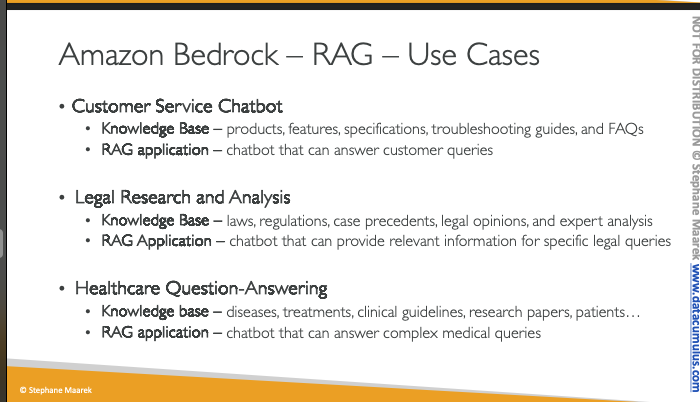 Amazon Bedrock – RAG – Use Cases
• Customer Service Chatbot
• Knowledge Base – products, features, specifications, troubleshooting guides, and FAQs
• RAG application – chatbot that can answer customer queries
• Legal Research and Analysis
• Knowledge Base – laws, regulations, case precedents, legal opinions, and expert analysis
• RAG Application – chatbot that can provide relevant information for specific legal queries
• Healthcare Question-Answering
• Knowledge base – diseases, treatments, clinical guidelines, research papers, patients…
• RAG application – chatbot that can answer complex medical queries
© Stephane Maarek
NOT FOR DISTRIBUTION © Stephane Maarek www.datacumulus.com